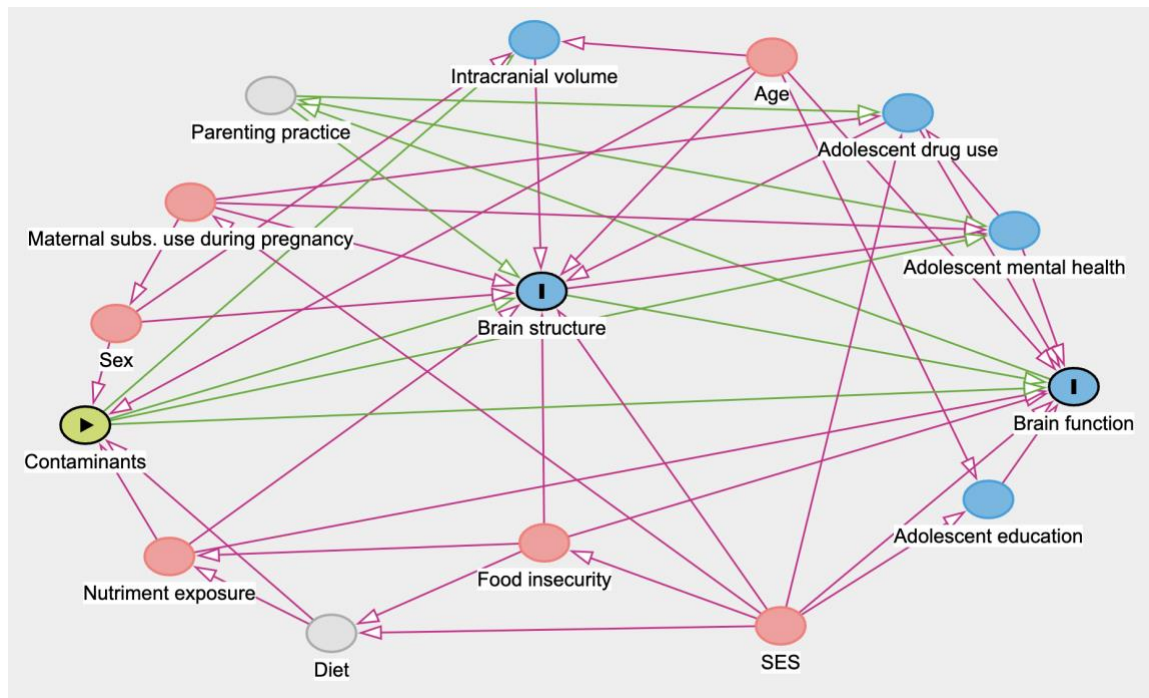 Intracranial volume
Age
Parenting practice
Adolescent drug use
Maternal subs. use during pregnancy
Adolescent mental health
Brain structure
Sex
Brain function
Contaminants
Adolescent education
Food insecurity
Nutriment exposure
SES
Diet